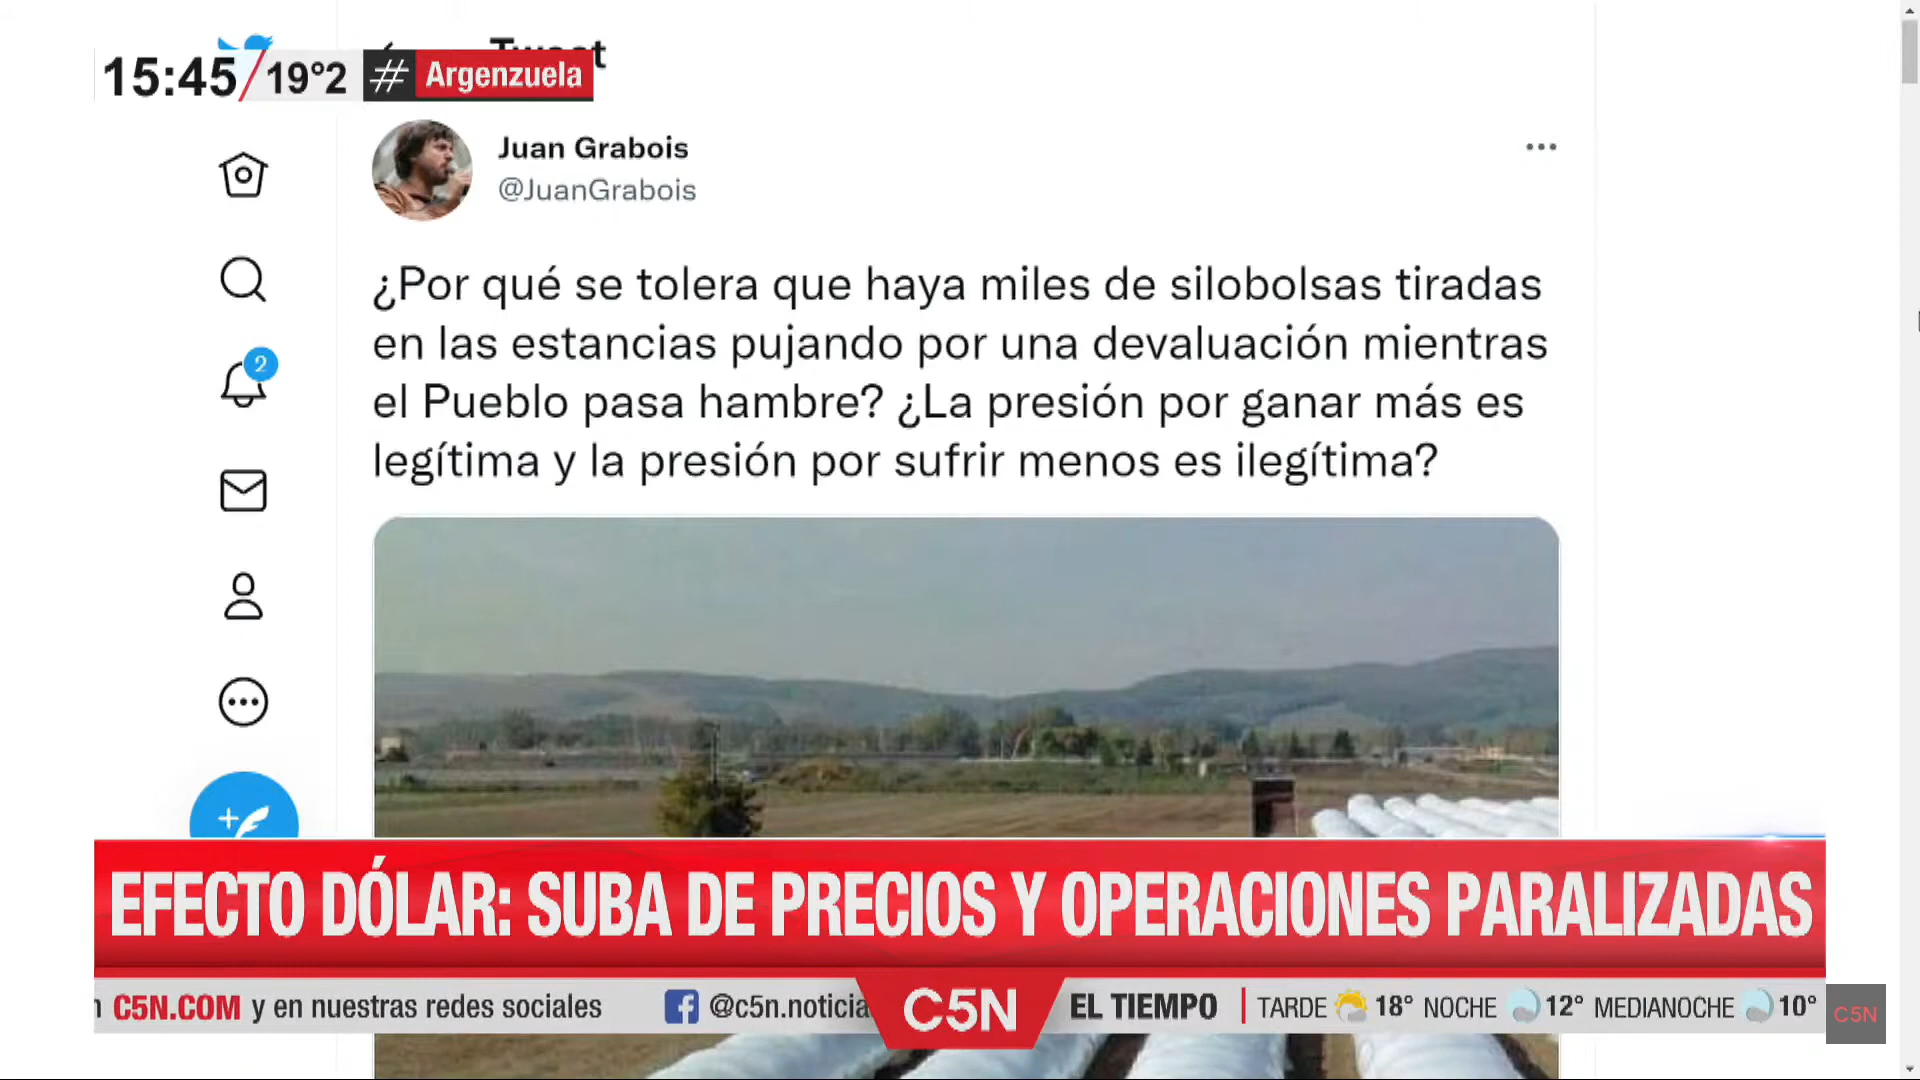 Tweet
15:45 19°2 # Argenzuela
Juan Grabois
@JuanGrabois
2
¿Por qué se tolera que haya miles de silobolsas tiradas
en las estancias pujando por una devaluación mientras
el Pueblo pasa hambre? ¿La presión por ganar más es
legítima y la presión por sufrir menos es ilegítima?
EFECTO DÓLAR: SUBA DE PRECIOS Y OPERACIONES PARALIZADAS
C5N.COM y en nuestras redes sociales @c5n.noticia C5N EL TIEMPO TARDE 18° NOCHE 12° MEDIANOCHE 10°
C5N